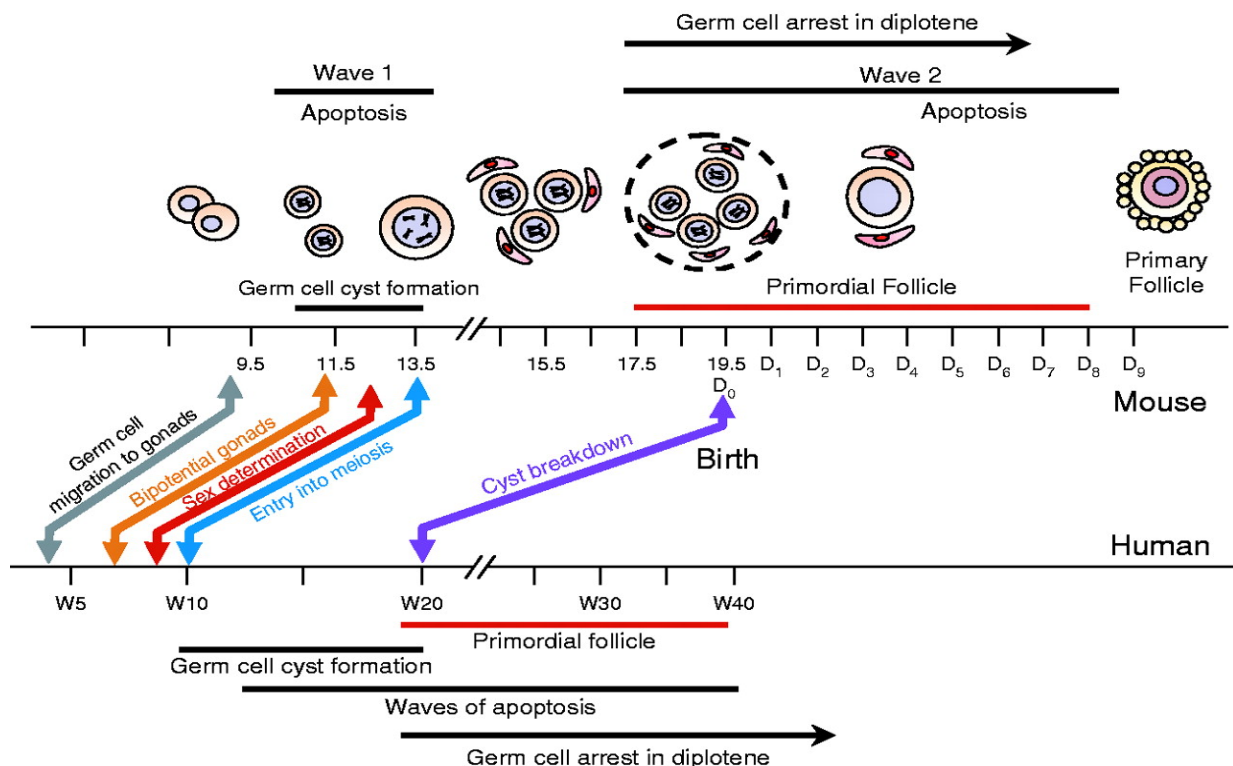 Germ cell arrest in diplotene
Wave 1
Wave 2
Apoptosis
Apoptosis
Germ cell cyst formation
Primordial Follicle
Primary
Follicle
9.5 11.5 13.5 15.5 17.5 19.5 D1 D2 D3 D4 D5 D6 D7 D8 D9
D0
Mouse
Germ cell
migration to gonads
Bipotential gonads
Sex determination
Entry into meiosis
Cyst breakdown
Birth
Human
W5 W10 W20 W30 W40
Primordial follicle
Germ cell cyst formation
Waves of apoptosis
Germ cell arrest in diplotene